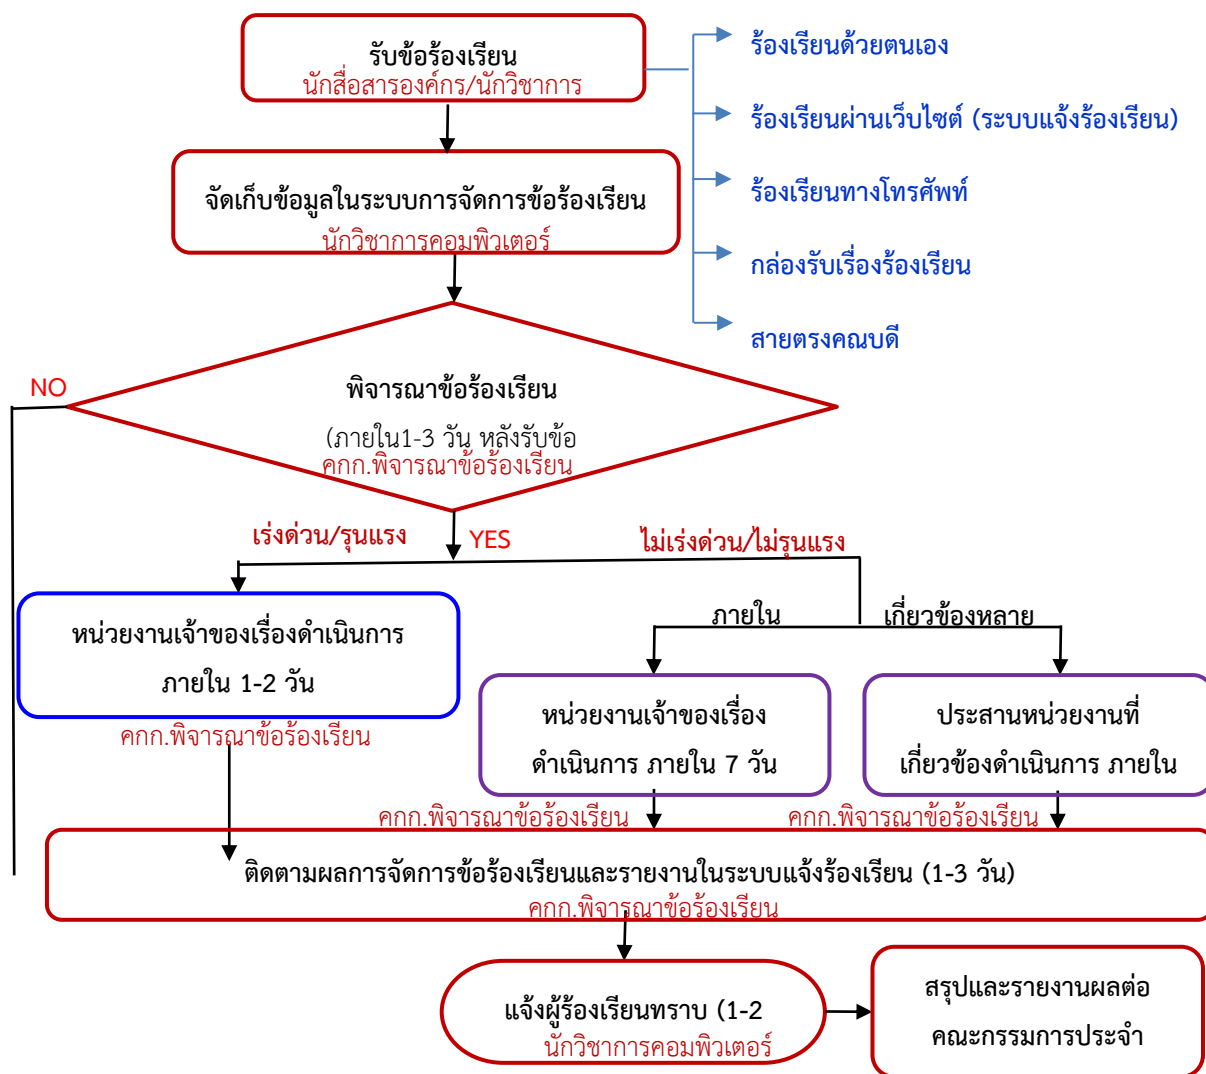 รับข้อร้องเรียน
นักสื่อสารองค์กร/นักวิชาการ
ร้องเรียนด้วยตนเอง
ร้องเรียนผ่านเว็บไซต์ (ระบบแจ้งร้องเรียน)
ร้องเรียนทางโทรศัพท์
กล่องรับเรื่องร้องเรียน
สายตรงคณบดี
จัดเก็บข้อมูลในระบบการจัดการข้อร้องเรียน
นักวิชาการคอมพิวเตอร์
NO
พิจารณาข้อร้องเรียน
(ภายใน1-3 วัน หลังรับข้อ
คกก.พิจารณาข้อร้องเรียน
เร่งด่วน/รุนแรง
YES
ไม่เร่งด่วน/ไม่รุนแรง
ภายใน
เกี่ยวข้องหลาย
หน่วยงานเจ้าของเรื่องดำเนินการ
ภายใน 1-2 วัน
คกก.พิจารณาข้อร้องเรียน
หน่วยงานเจ้าของเรื่อง
ดำเนินการ ภายใน 7 วัน
คกก.พิจารณาข้อร้องเรียน
ประสานหน่วยงานที่
เกี่ยวข้องดำเนินการ ภายใน
คกก.พิจารณาข้อร้องเรียน
ติดตามผลการจัดการข้อร้องเรียนและรายงานในระบบแจ้งร้องเรียน (1-3 วัน)
คกก.พิจารณาข้อร้องเรียน
แจ้งผู้ร้องเรียนทราบ (1-2
นักวิชาการคอมพิวเตอร์
สรุปและรายงานผลต่อ
คณะกรรมการประจำ